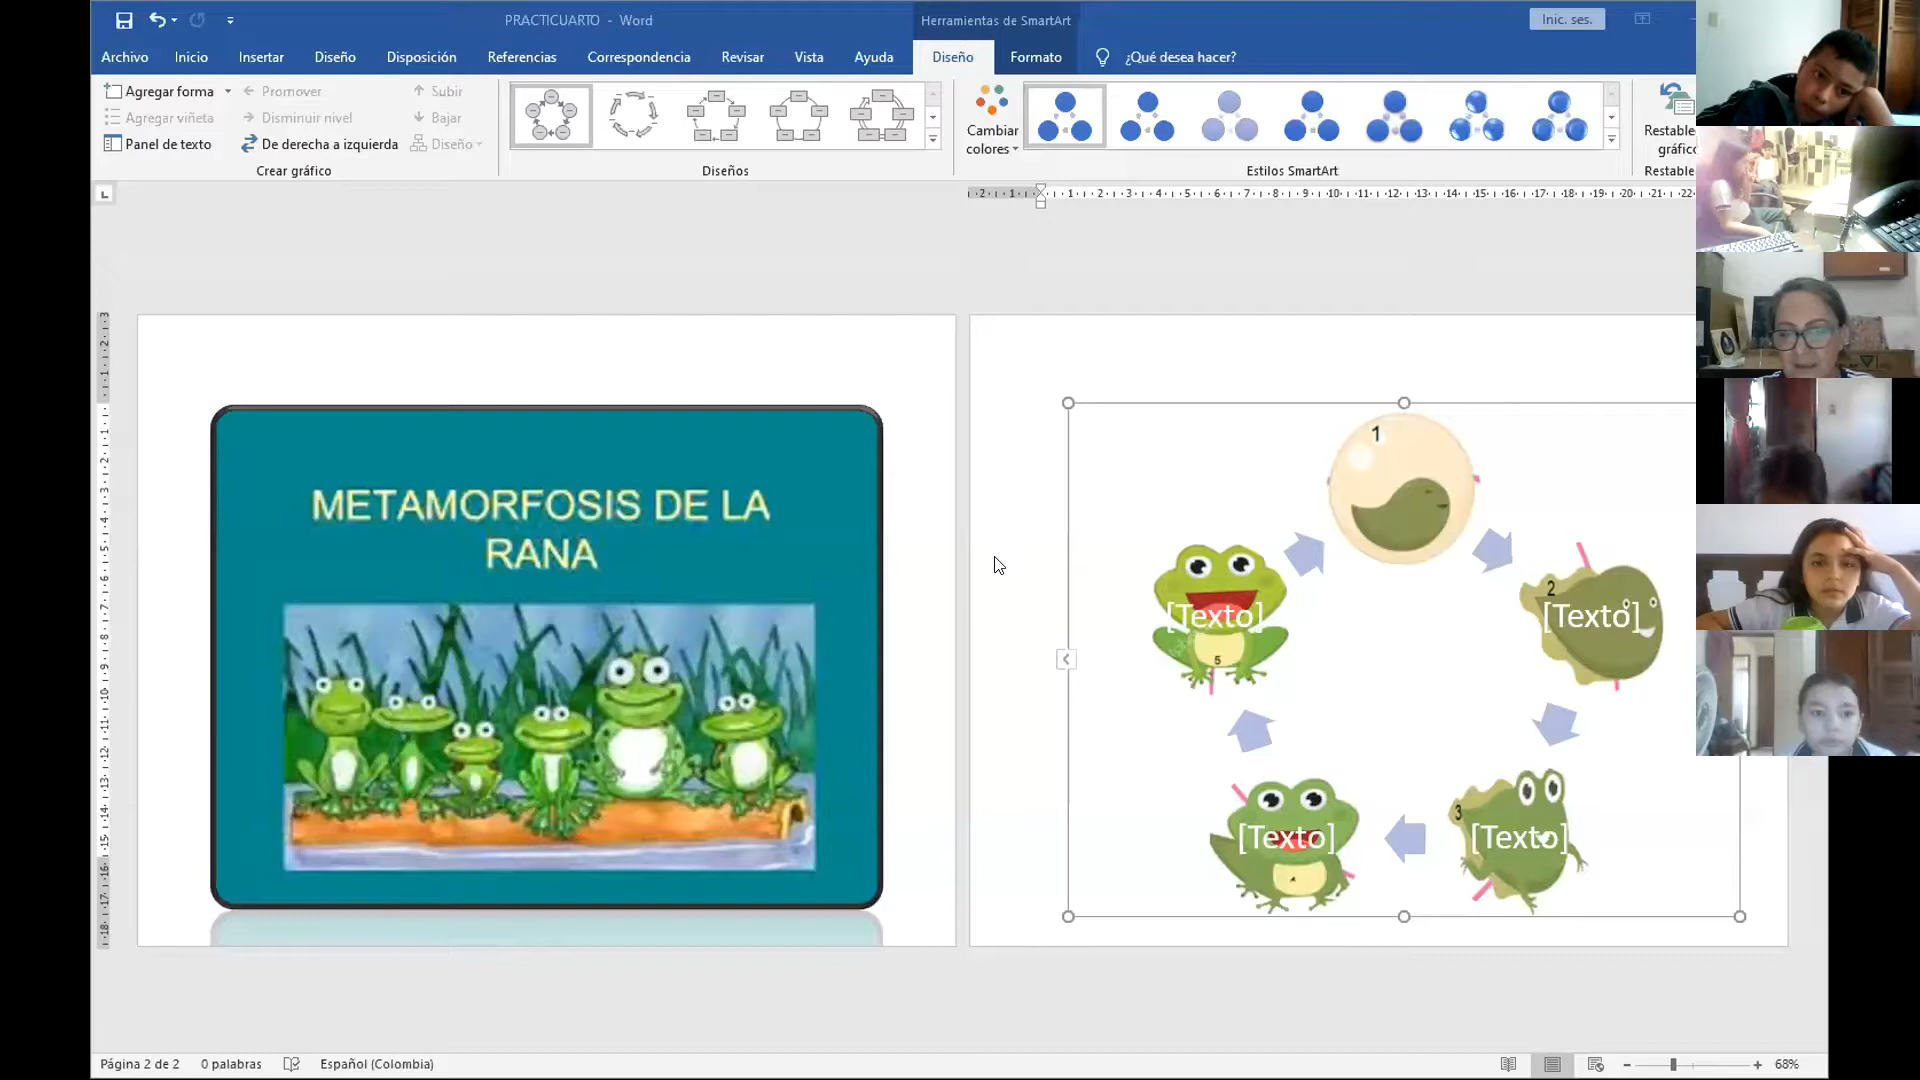 PRACTICUARTO - Word
Herramientas de SmartArt
Inic. ses.
Archivo
Inicio
Insertar
Diseño
Disposición
Referencias
Correspondencia
Revisar
Vista
Ayuda
Diseño
Formato
¿Qué desea hacer?
Agregar forma
Promover
Subir
Agregar viñeta
Disminuir nivel
Bajar
Panel de texto
De derecha a izquierda
Diseño
Cambiar
colores
Restable
gráfico
Crear gráfico
Diseños
Estilos SmartArt
Restable
METAMORFOSIS DE LA
RANA
1
2
[Texto]
[Texto]
5
3
[Texto]
[Texto]
4
Página 2 de 2
0 palabras
Español (Colombia)
68%